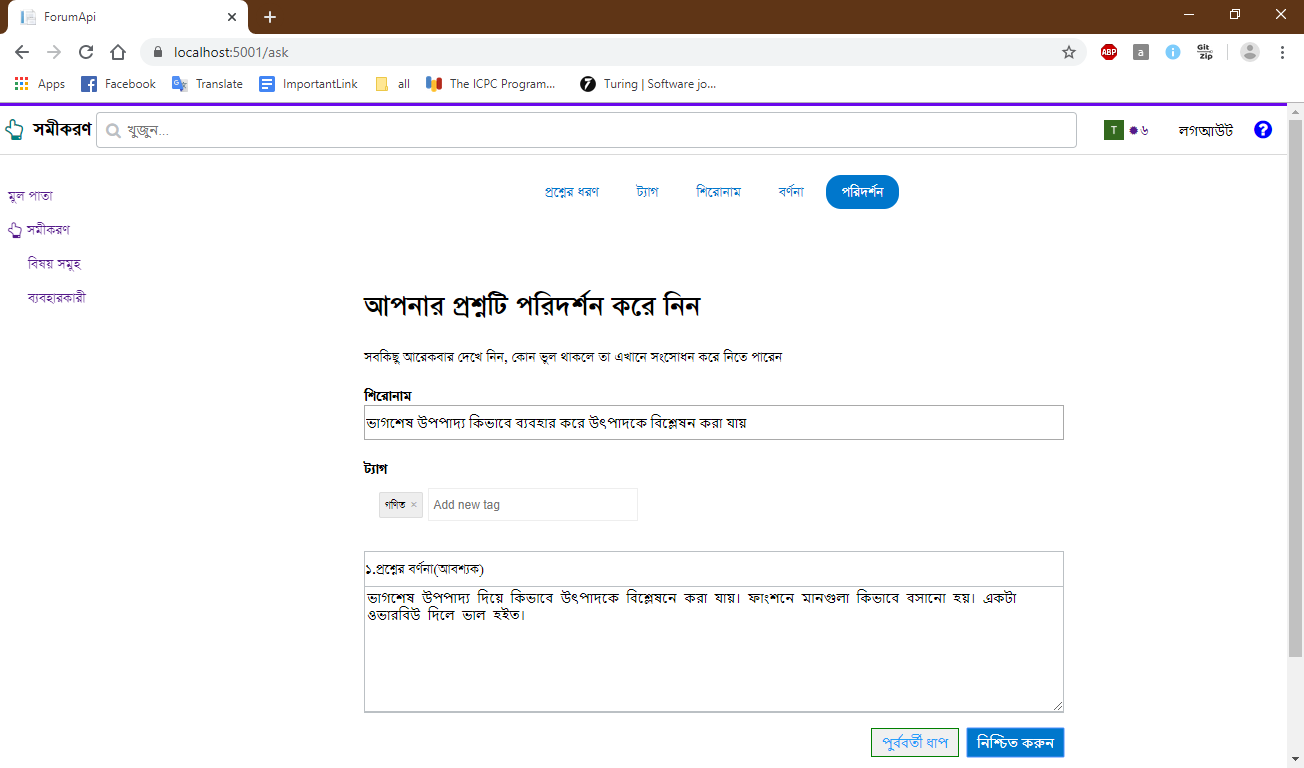 ForumApi
localhost:5001/ask
ABP a i Git zip
Apps Facebook Translate ImportantLink all The ICPC Program... Turing | Software jo...
সমীকরণ খুজুন... T ৬ লগআউট ?
মুল পাতা
সমীকরণ
বিষয় সমুহ
ব্যবহারকারী
প্রশ্নের ধরণ ট্যাগ শিরোনাম বর্ণনা পরিদর্শন
আপনার প্রশ্নটি পরিদর্শন করে নিন
সবকিছু আরেকবার দেখে নিন, কোন ভুল থাকলে তা এখানে সংসোধন করে নিতে পারেন
শিরোনাম
ভাগশেষ উপপাদ্য কিভাবে ব্যবহার করে উৎপাদকে বিশ্লেষন করা যায়
ট্যাগ
গণিত × Add new tag
১.প্রশ্নের বর্ণনা(আবশ্যক)
ভাগশেষ উপপাদ্য দিয়ে কিভাবে উৎপাদকে বিশ্লেষনে করা যায়। ফাংশনে মানগুলা কিভাবে বসানো হয়। একটা
ওভারবিউ দিলে ভাল হইত।
পুর্ববর্তী ধাপ নিশ্চিত করুন